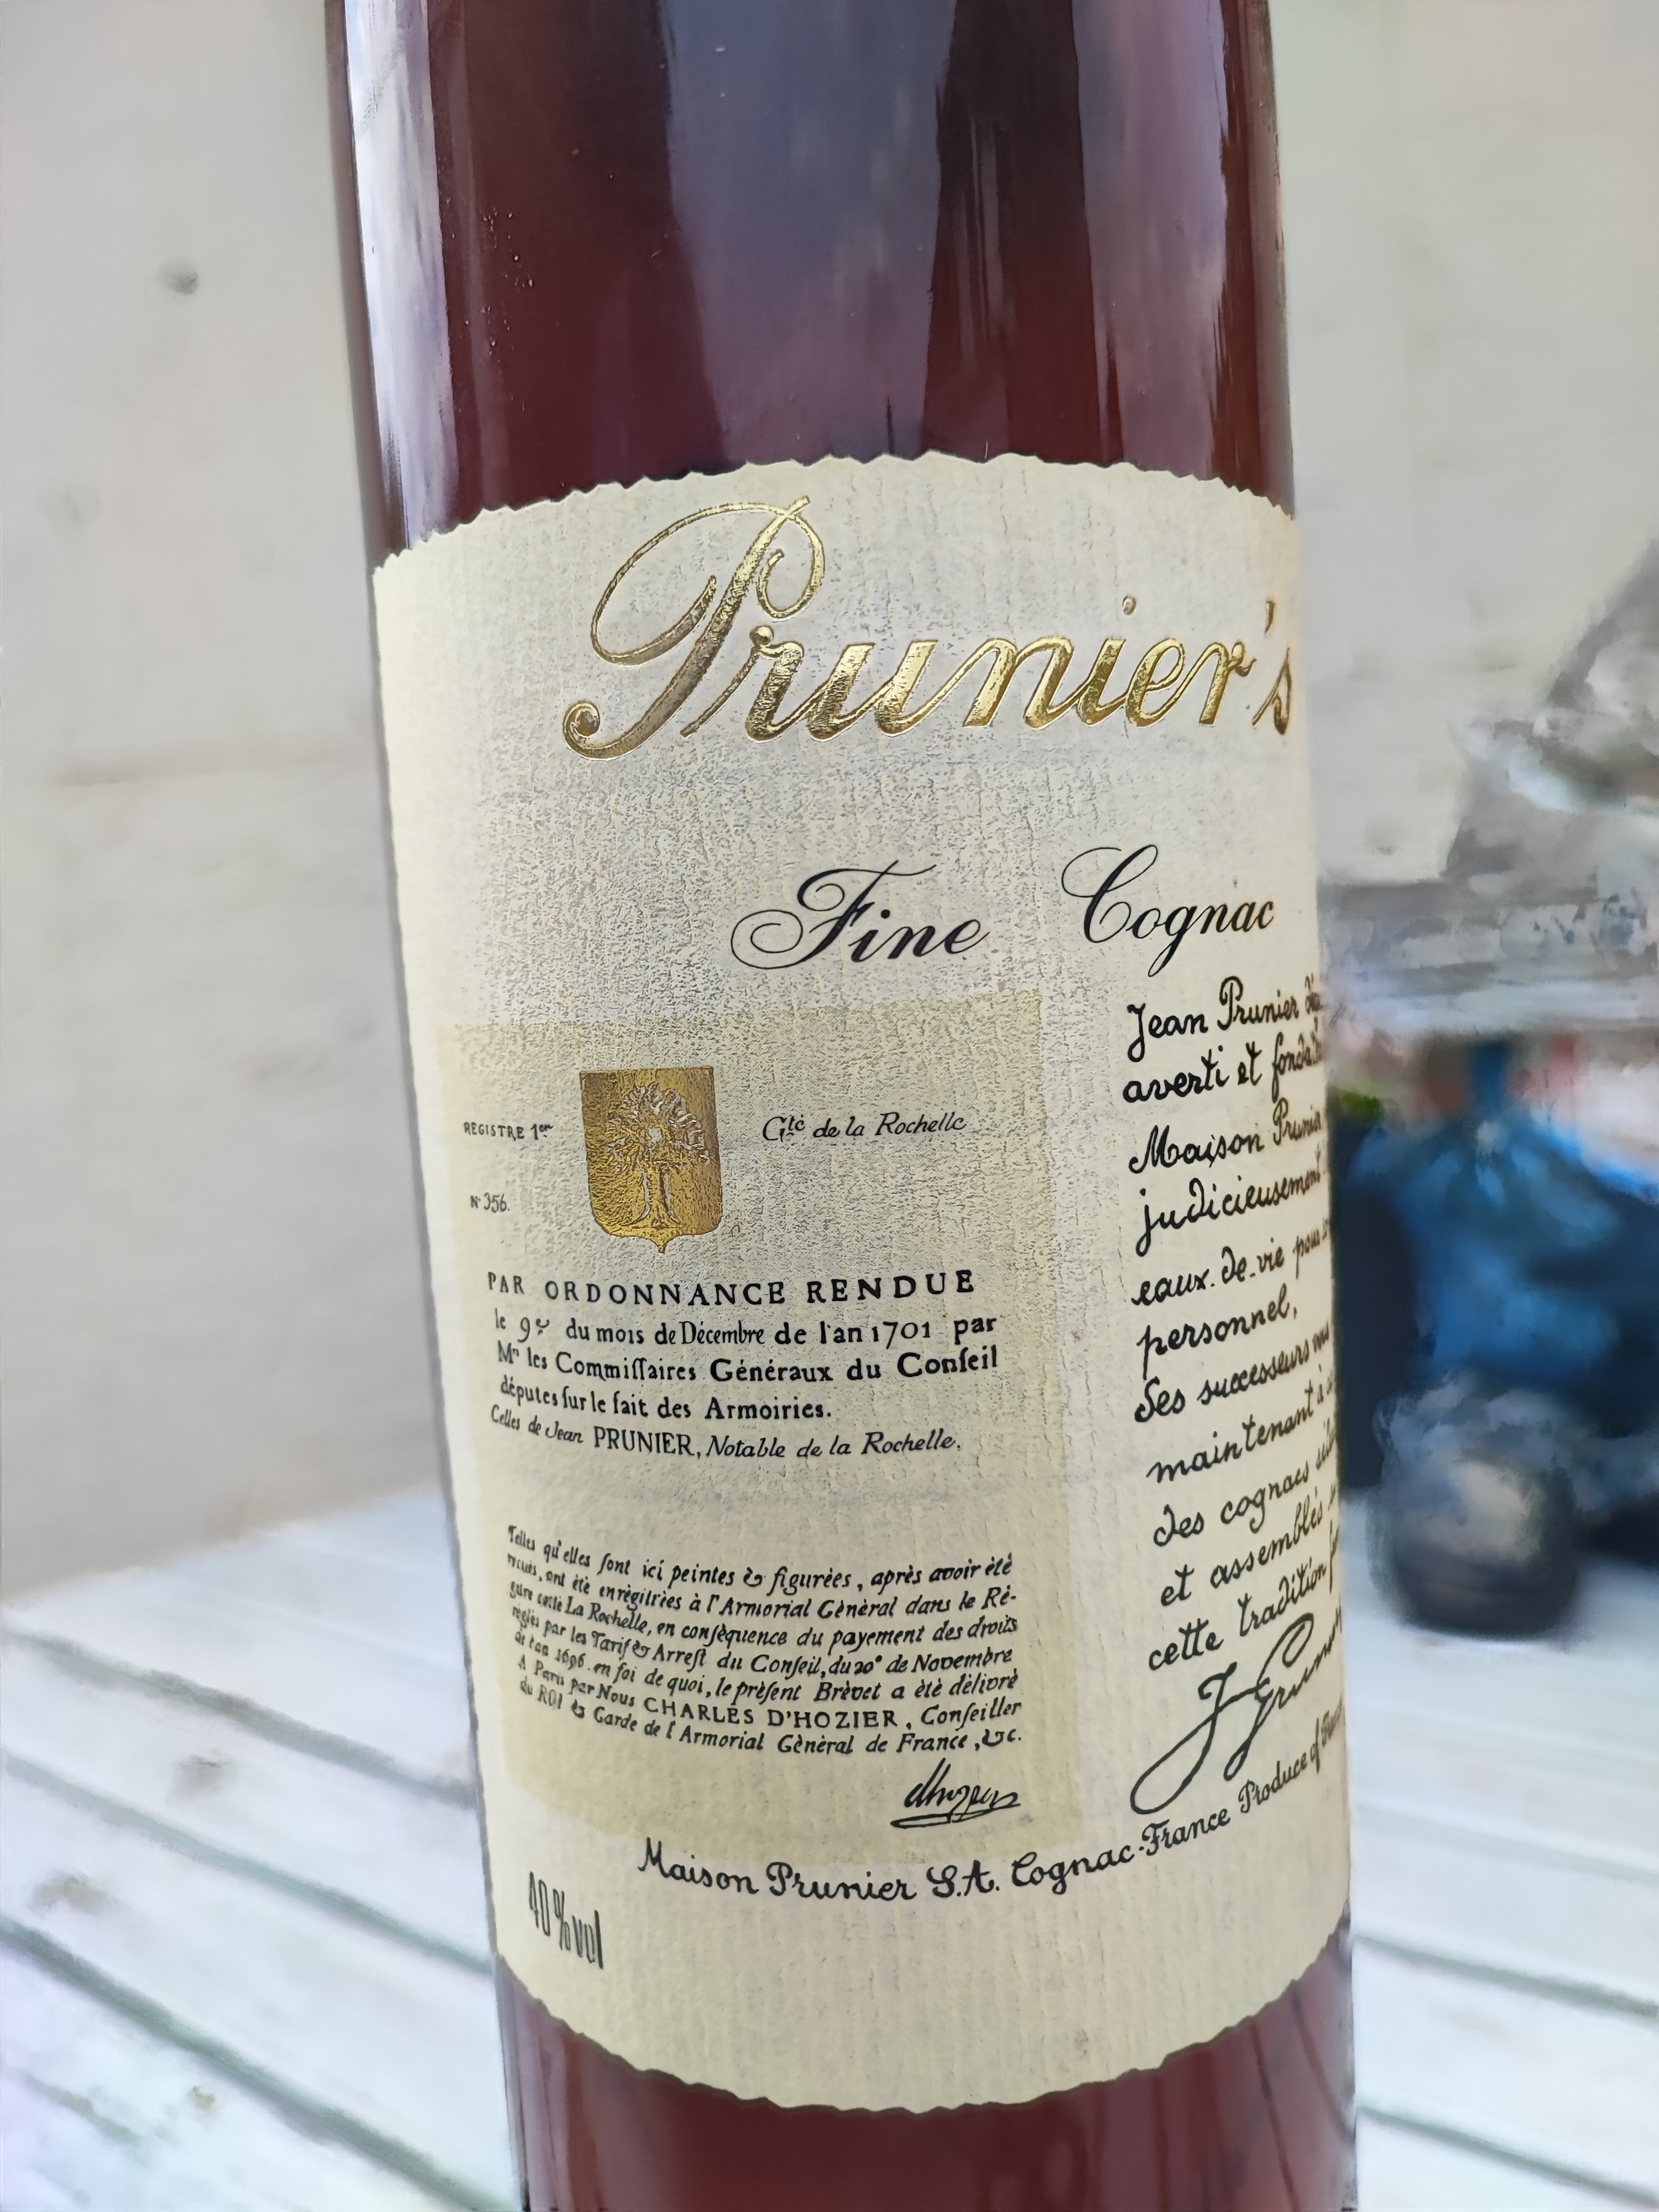 Prunier's
Fine Cognac
REGISTRE 1er
Gté de la Rochelle
N° 356.
PAR ORDONNANCE RENDUE
le 9e du mois de Décembre de l'an 1701 par
Mrs les Commiſſaires Généraux du Conſeil
députes ſur le fait des Armoiries.
Celles de Jean PRUNIER, Notable de la Rochelle.
Telles qu'elles ſont ici peintes & figurées, après avoir été
reçues, ont été enrègitrées à l'Armorial Général dans le Ré-
giſtre cotté La Rochelle, en conſéquence du payement des droits
réglés par les Tarif & Arreſt du Conſeil, du 20e de Novembre
de l'an 1696. en foi de quoi, le préſent Brèvet a été délivré
A Paris par Nous CHARLES D'HOZIER, Conſeiller
du ROI & Garde de l'Armorial Général de France, &c.
Jean Prunier
averti et
Maison Prunier
judicieusement
eaux-de-vie pour
personnel,
Ses successeurs
maintenant à
des cognacs
et assemblés
cette tradition
J Prunier
Maison Prunier S.A. Cognac-France Produce of
40%vol